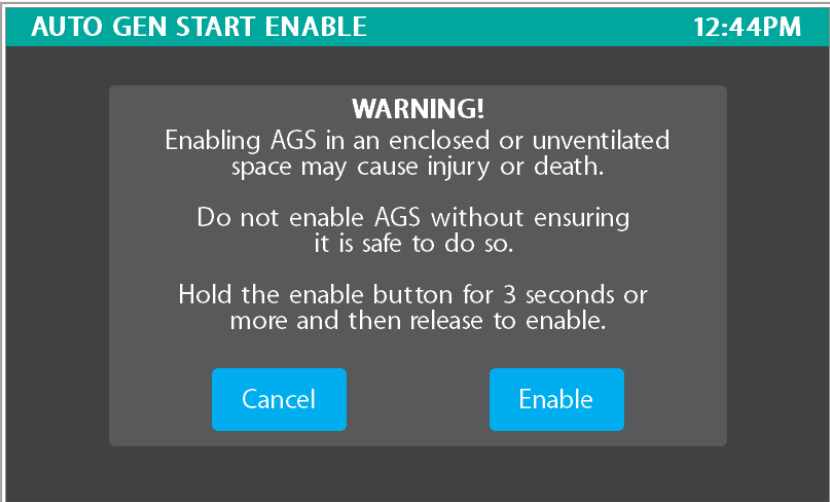 AUTO GEN START ENABLE 12:44PM
WARNING!
Enabling AGS in an enclosed or unventilated
space may cause injury or death.
Do not enable AGS without ensuring
it is safe to do so.
Hold the enable button for 3 seconds or
more and then release to enable.
Cancel Enable